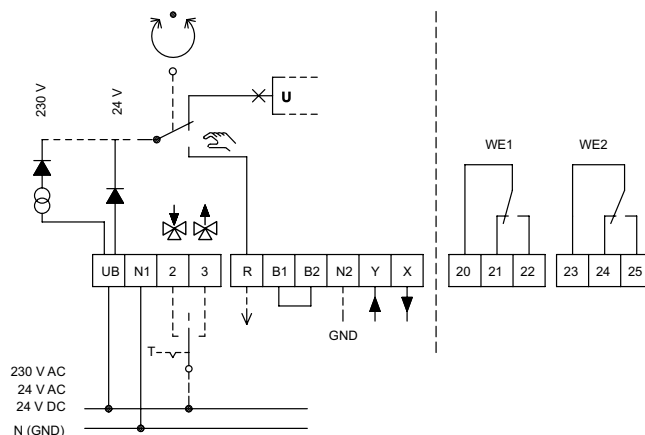 230 V
24 V
U
WE1
WE2
UB N1 2 3 R B1 B2 N2 Y X 20 21 22 23 24 25
GND
T
230 V AC
24 V AC
24 V DC
N (GND)